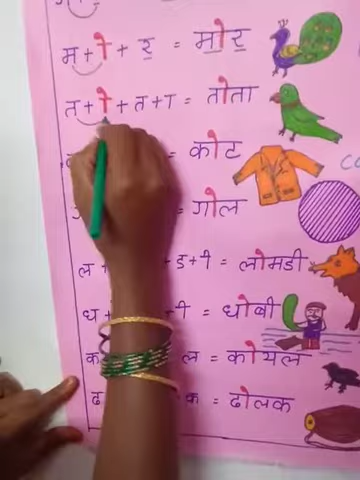 म + ो + र = मोर
त + ो + त + ा = तोता
= कोट
= गोल
ल + ड + ी = लोमडी
ध + ी = धोबी
क ल = कोयल
ढ क = ढोलक